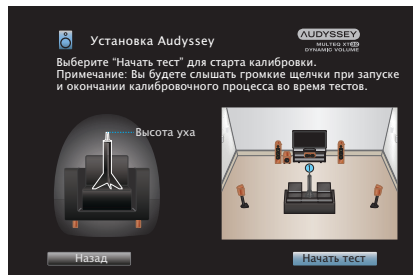 Установка Audyssey
AUDYSSEY
MULTEQ XT32
DYNAMIC VOLUME
Выберите “Начать тест” для старта калибровки.
Примечание: Вы будете слышать громкие щелчки при запуске
и окончании калибровочного процесса во время тестов.
Высота уха
1
Назад
Начать тест